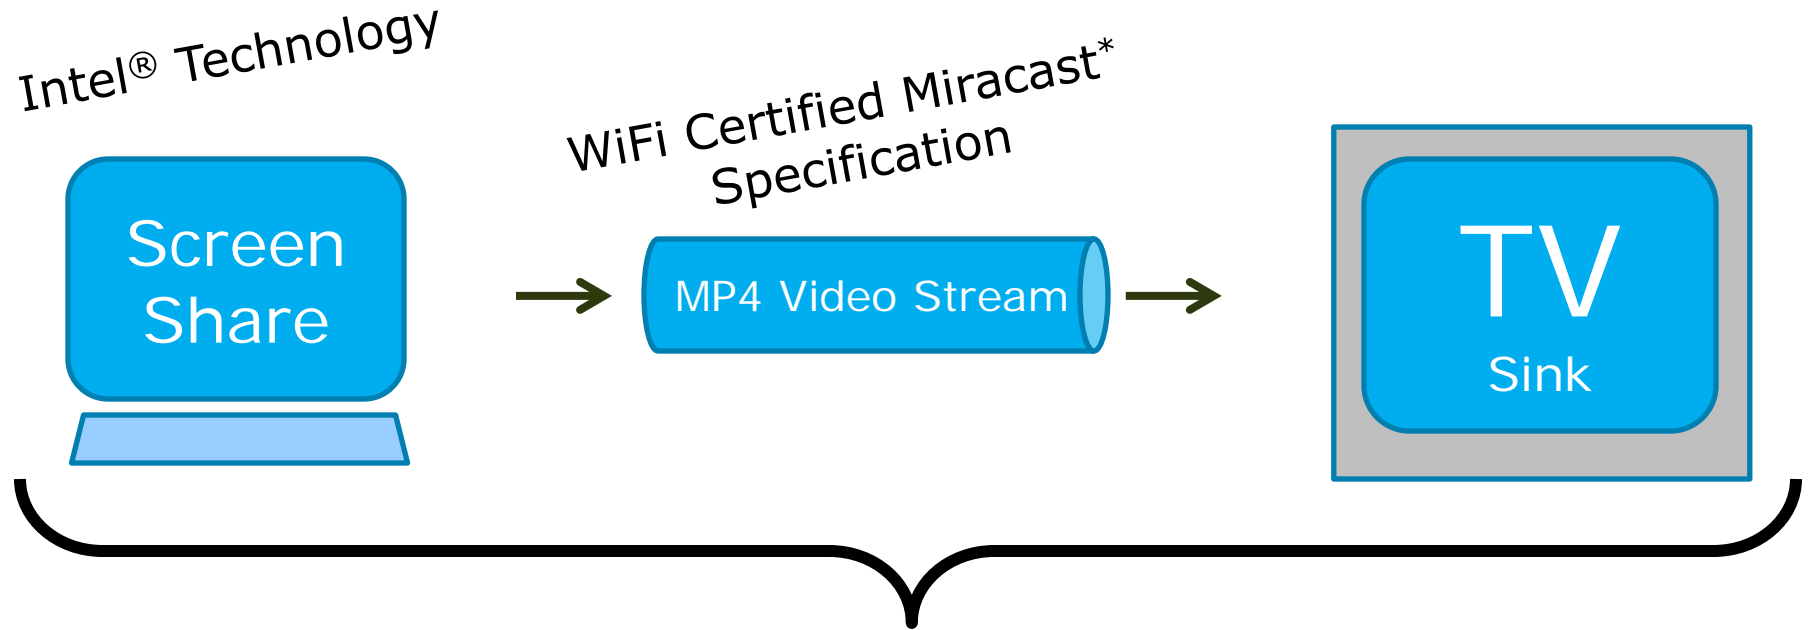 Intel® Technology
WiFi Certified Miracast*
Specification
Screen
Share
MP4 Video Stream
TV
Sink